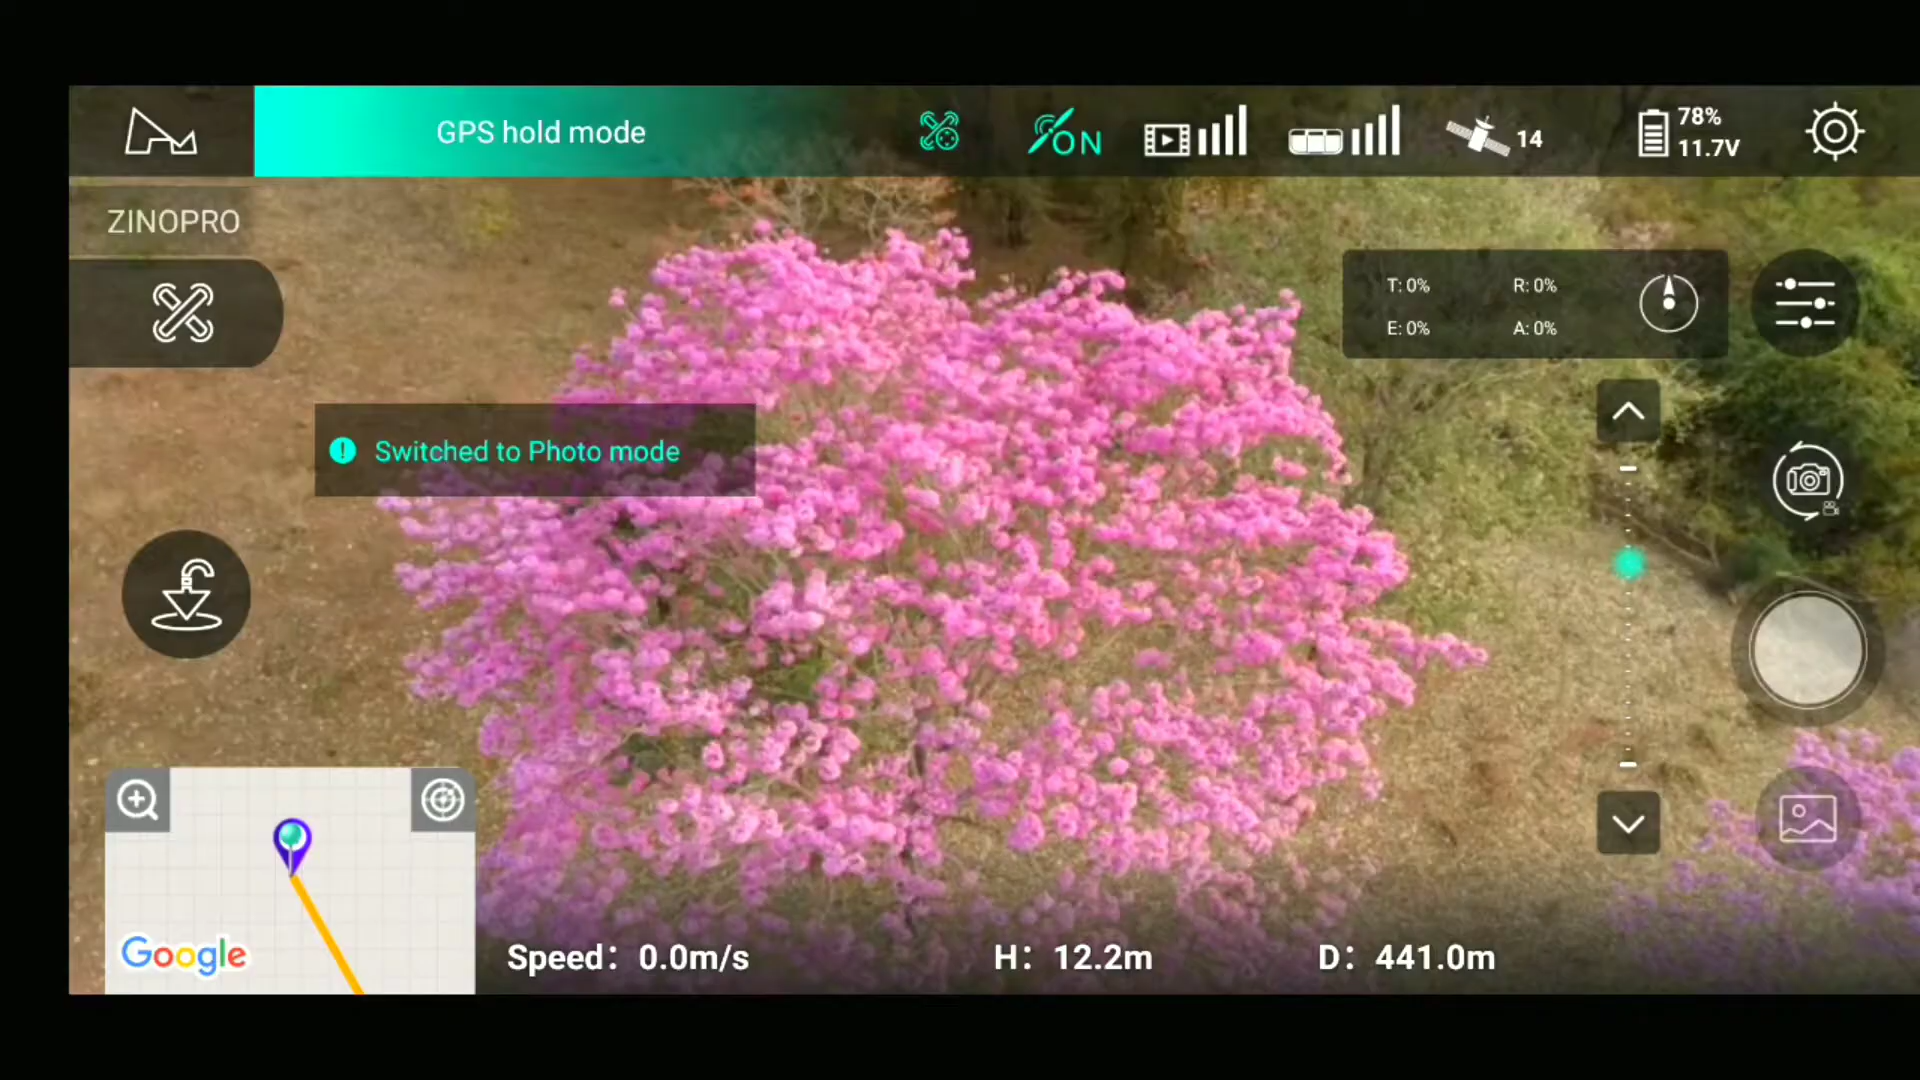 GPS hold mode
ON
14
78%
11.7V
ZINOPRO
T: 0%
R: 0%
E: 0%
A: 0%
Switched to Photo mode
Google
Speed: 0.0m/s
H: 12.2m
D: 441.0m